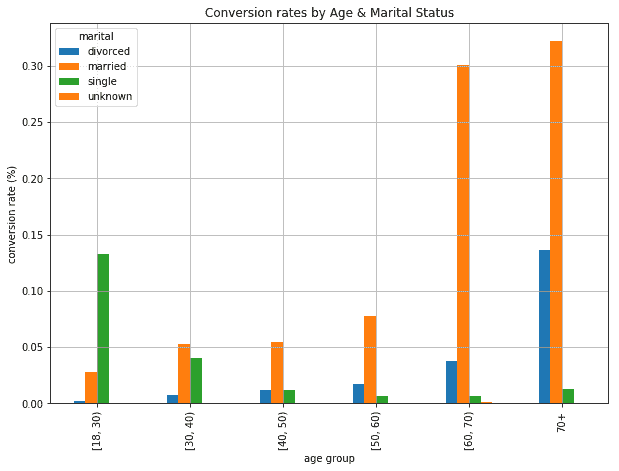 Conversion rates by Age & Marital Status
marital
divorced
married
single
unknown
conversion rate (%)
0.30
0.25
0.20
0.15
0.10
0.05
0.00
[18, 30)
[30, 40)
[40, 50)
[50, 60)
[60, 70)
70+
age group